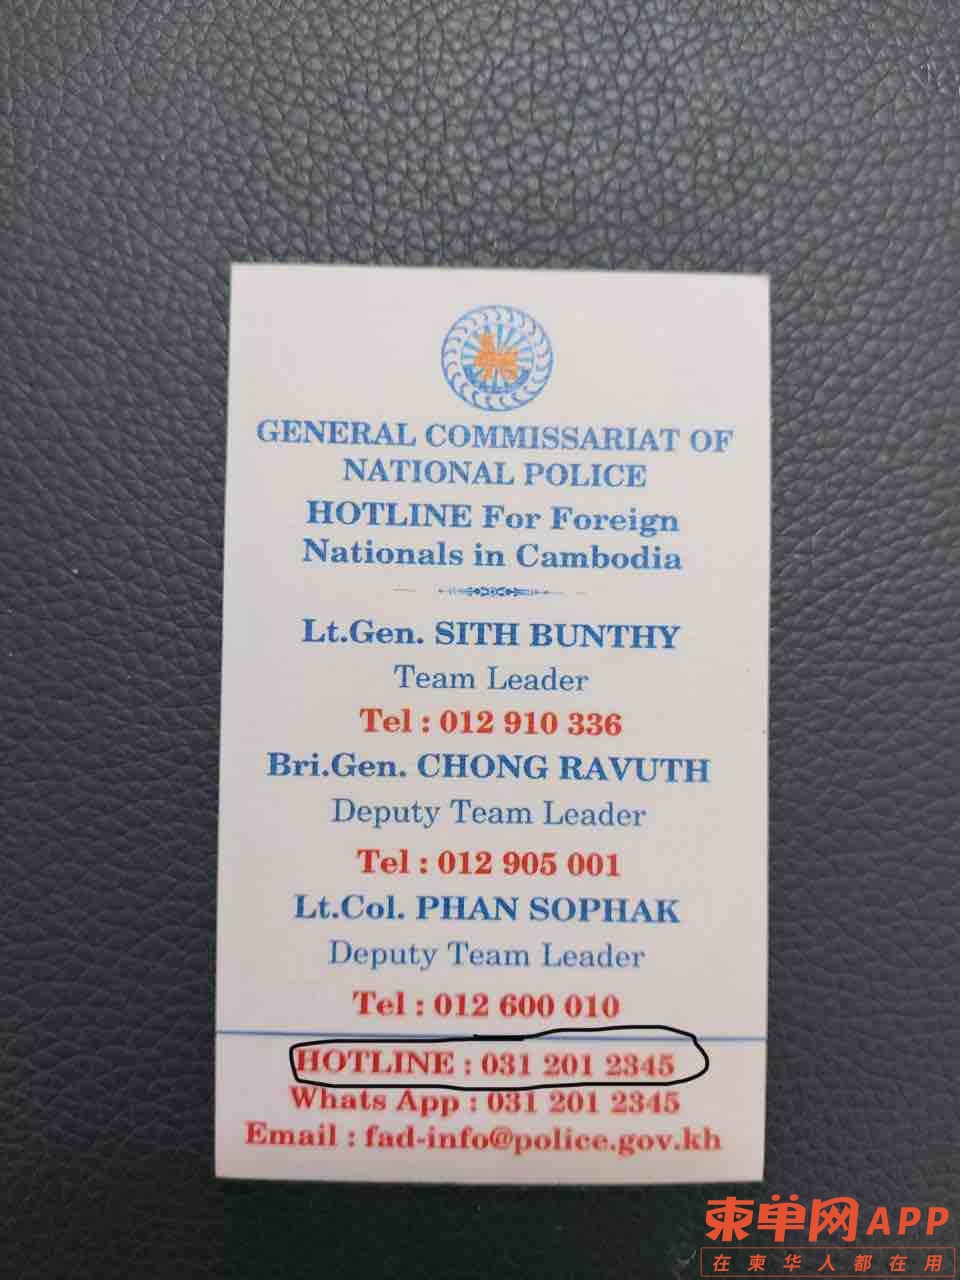 GENERAL COMMISSARIAT OF
NATIONAL POLICE
HOTLINE For Foreign
Nationals in Cambodia
Lt.Gen. SITH BUNTHY
Team Leader
Tel : 012 910 336
Bri.Gen. CHONG RAVUTH
Deputy Team Leader
Tel : 012 905 001
Lt.Col. PHAN SOPHAK
Deputy Team Leader
Tel : 012 600 010
HOTLINE : 031 201 2345
Whats App : 031 201 2345
Email : fad-info@police.gov.kh
柬单网APP
在柬华人都在用